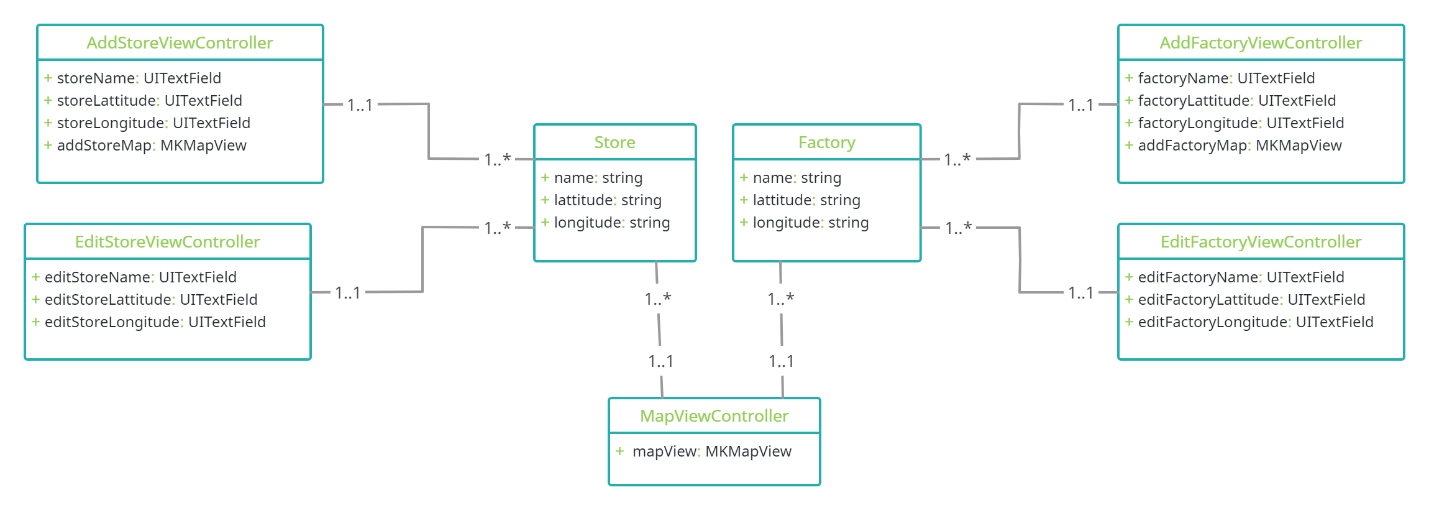 AddStoreViewController
+ storeName: UITextField
+ storeLattitude: UITextField
+ storeLongitude: UITextField
+ addStoreMap: MKMapView
1..1
1..*
EditStoreViewController
+ editStoreName: UITextField
+ editStoreLattitude: UITextField
+ editStoreLongitude: UITextField
1..1
1..*
Store
+ name: string
+ lattitude: string
+ longitude: string
1..*
1..1
Factory
+ name: string
+ lattitude: string
+ longitude: string
1..*
1..1
MapViewController
+ mapView: MKMapView
AddFactoryViewController
+ factoryName: UITextField
+ factoryLattitude: UITextField
+ factoryLongitude: UITextField
+ addFactoryMap: MKMapView
1..1
1..*
EditFactoryViewController
+ editFactoryName: UITextField
+ editFactoryLattitude: UITextField
+ editFactoryLongitude: UITextField
1..1
1..*